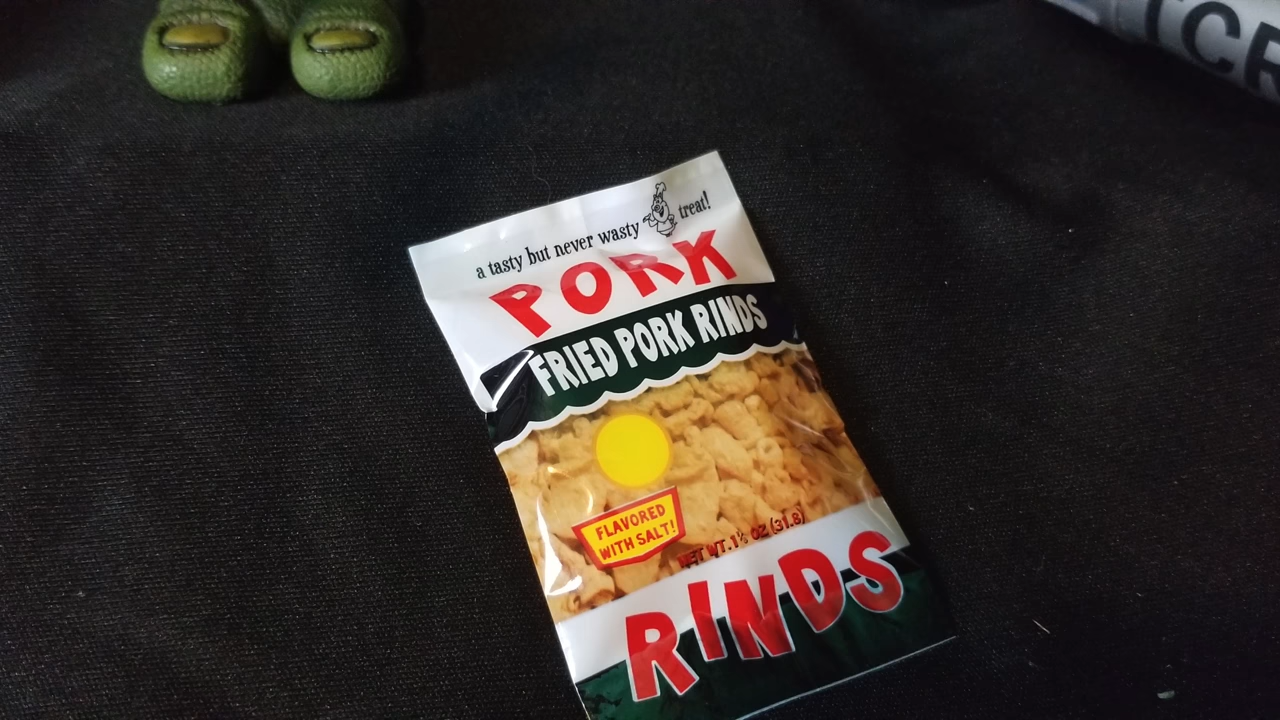 TCR
a tasty but never wasty treat!
PORK
FRIED PORK RINDS
FLAVORED
WITH SALT!
NET WT. 1⅛ OZ (31.8)
RINDS